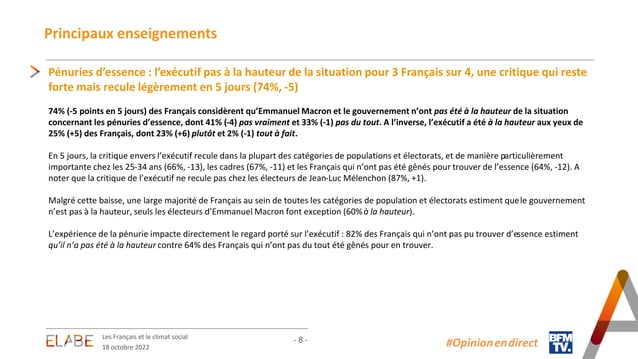 Principaux enseignements
Pénuries d'essence : l'exécutif pas à la hauteur de la situation pour 3 Français sur 4, une critique qui reste
forte mais recule légèrement en 5 jours (74%, -5)
74% (-5 points en 5 jours) des Français considèrent qu'Emmanuel Macron et le gouvernement n'ont pas été à la hauteur de la situation
concernant les pénuries d'essence, dont 41% (-4) pas vraiment et 33% (-1) pas du tout. A l'inverse, l'exécutif a été à la hauteur aux yeux de
25% (+5) des Français, dont 23% (+6) plutôt et 2% (-1) tout à fait.
En 5 jours, la critique envers l'exécutif recule dans la plupart des catégories de populations et électorats, et de manière particulièrement
importante chez les 25-34 ans (66%, -13), les cadres (67%, -11) et les Français qui n'ont pas été gênés pour trouver de l'essence (64%, -12). A
noter que la critique de l'exécutif ne recule pas chez les électeurs de Jean-Luc Mélenchon (87%, +1).
Malgré cette baisse, une large majorité de Français au sein de toutes les catégories de population et électorats estiment que le gouvernement
n'est pas à la hauteur, seuls les électeurs d'Emmanuel Macron font exception (60% à la hauteur).
L'expérience de la pénurie impacte directement le regard porté sur l'exécutif : 82% des Français qui n'ont pas pu trouver d'essence estiment
qu'il n'a pas été à la hauteur contre 64% des Français qui n'ont pas du tout été gênés pour en trouver.
ELABE
Les Français et le climat social
18 octobre 2022
- 8 -
#Opinion en direct
BFM
TV.